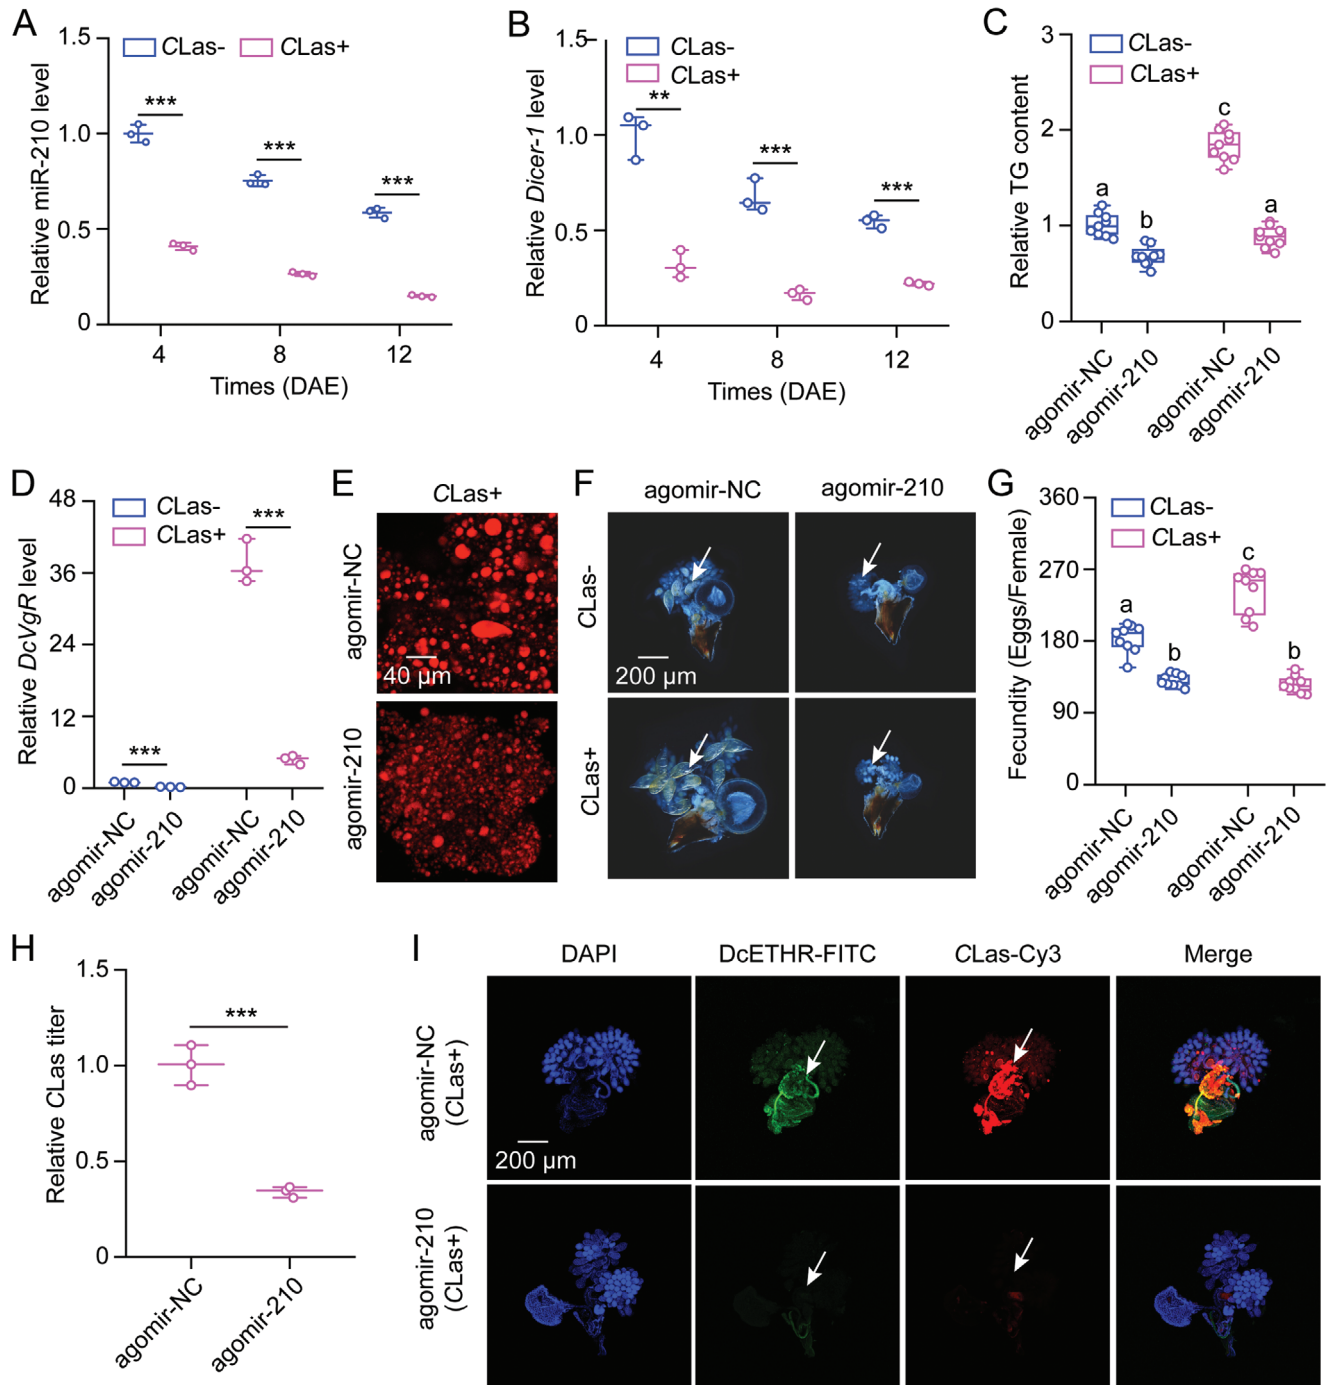 A
Relative miR-210 level
1.5
1.0
0.5
0
CLas-
CLas+
***
***
***
4
8
12
Times (DAE)
B
Relative Dicer-1 level
1.5
1.0
0.5
0
CLas-
CLas+
**
***
***
4
8
12
Times (DAE)
C
Relative TG content
3
2
1
0
CLas-
CLas+
a
b
c
a
agomir-NC
agomir-210
agomir-NC
agomir-210
D
Relative DcVgR level
48
36
24
12
0
CLas-
CLas+
***
***
agomir-NC
agomir-210
agomir-NC
agomir-210
E
CLas+
agomir-NC
40 µm
agomir-210
F
agomir-NC
agomir-210
CLas-
200 µm
CLas+
G
Fecundity (Eggs/Female)
360
270
180
90
0
CLas-
CLas+
a
b
c
b
agomir-NC
agomir-210
agomir-NC
agomir-210
H
Relative CLas titer
1.5
1.0
0.5
0
***
agomir-NC
agomir-210
I
DAPI
DcETHR-FITC
CLas-Cy3
Merge
agomir-NC
(CLas+)
200 µm
agomir-210
(CLas+)